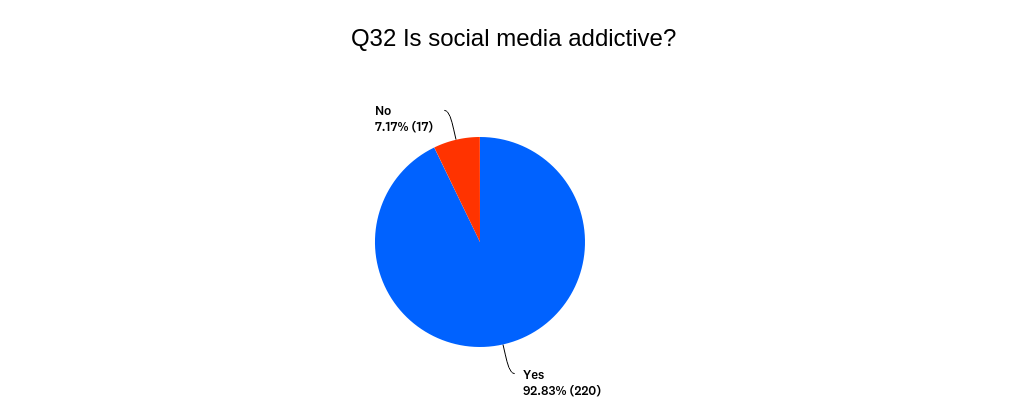 Q32 Is social media addictive?
No
7.17% (17)
Yes
92.83% (220)